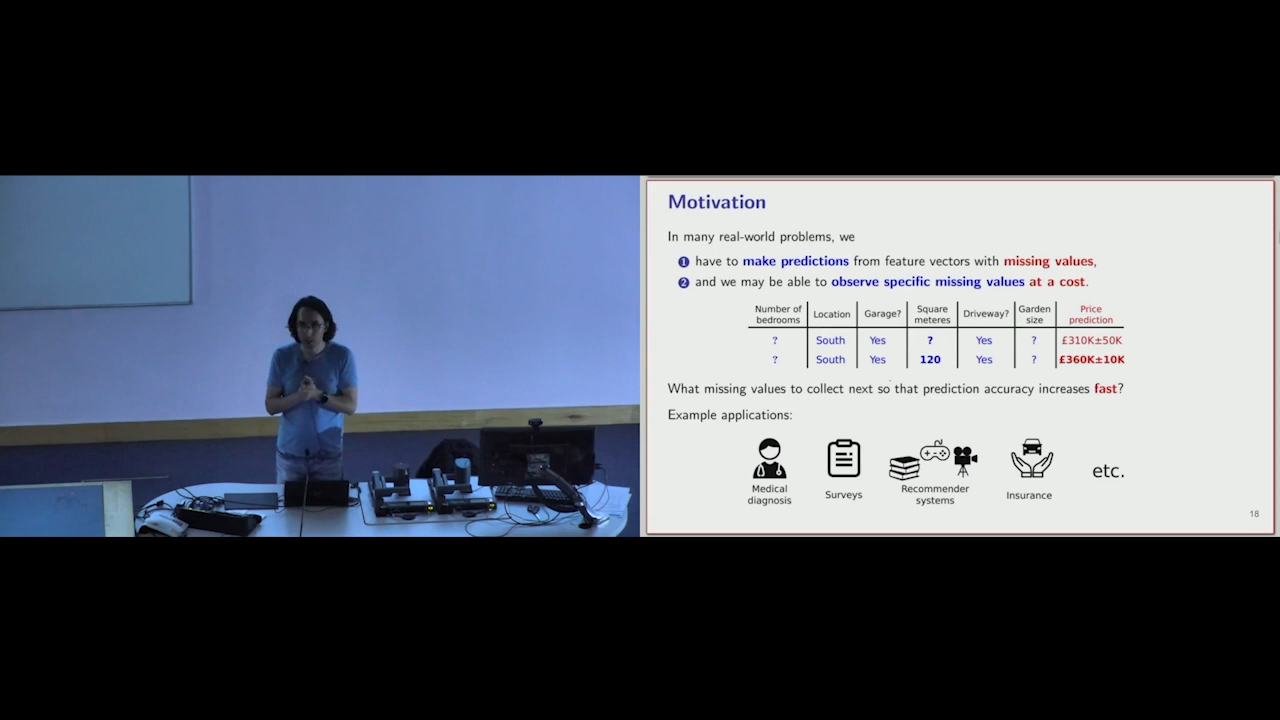 Motivation
In many real-world problems, we
1 have to make predictions from feature vectors with missing values,
2 and we may be able to observe specific missing values at a cost.
Number of bedrooms Location Garage? Square meteres Driveway? Garden size Price prediction
? South Yes ? Yes ? £310K±50K
? South Yes 120 Yes ? £360K±10K
What missing values to collect next so that prediction accuracy increases fast?
Example applications:
etc.
Medical diagnosis
Surveys
Recommender systems
Insurance
18